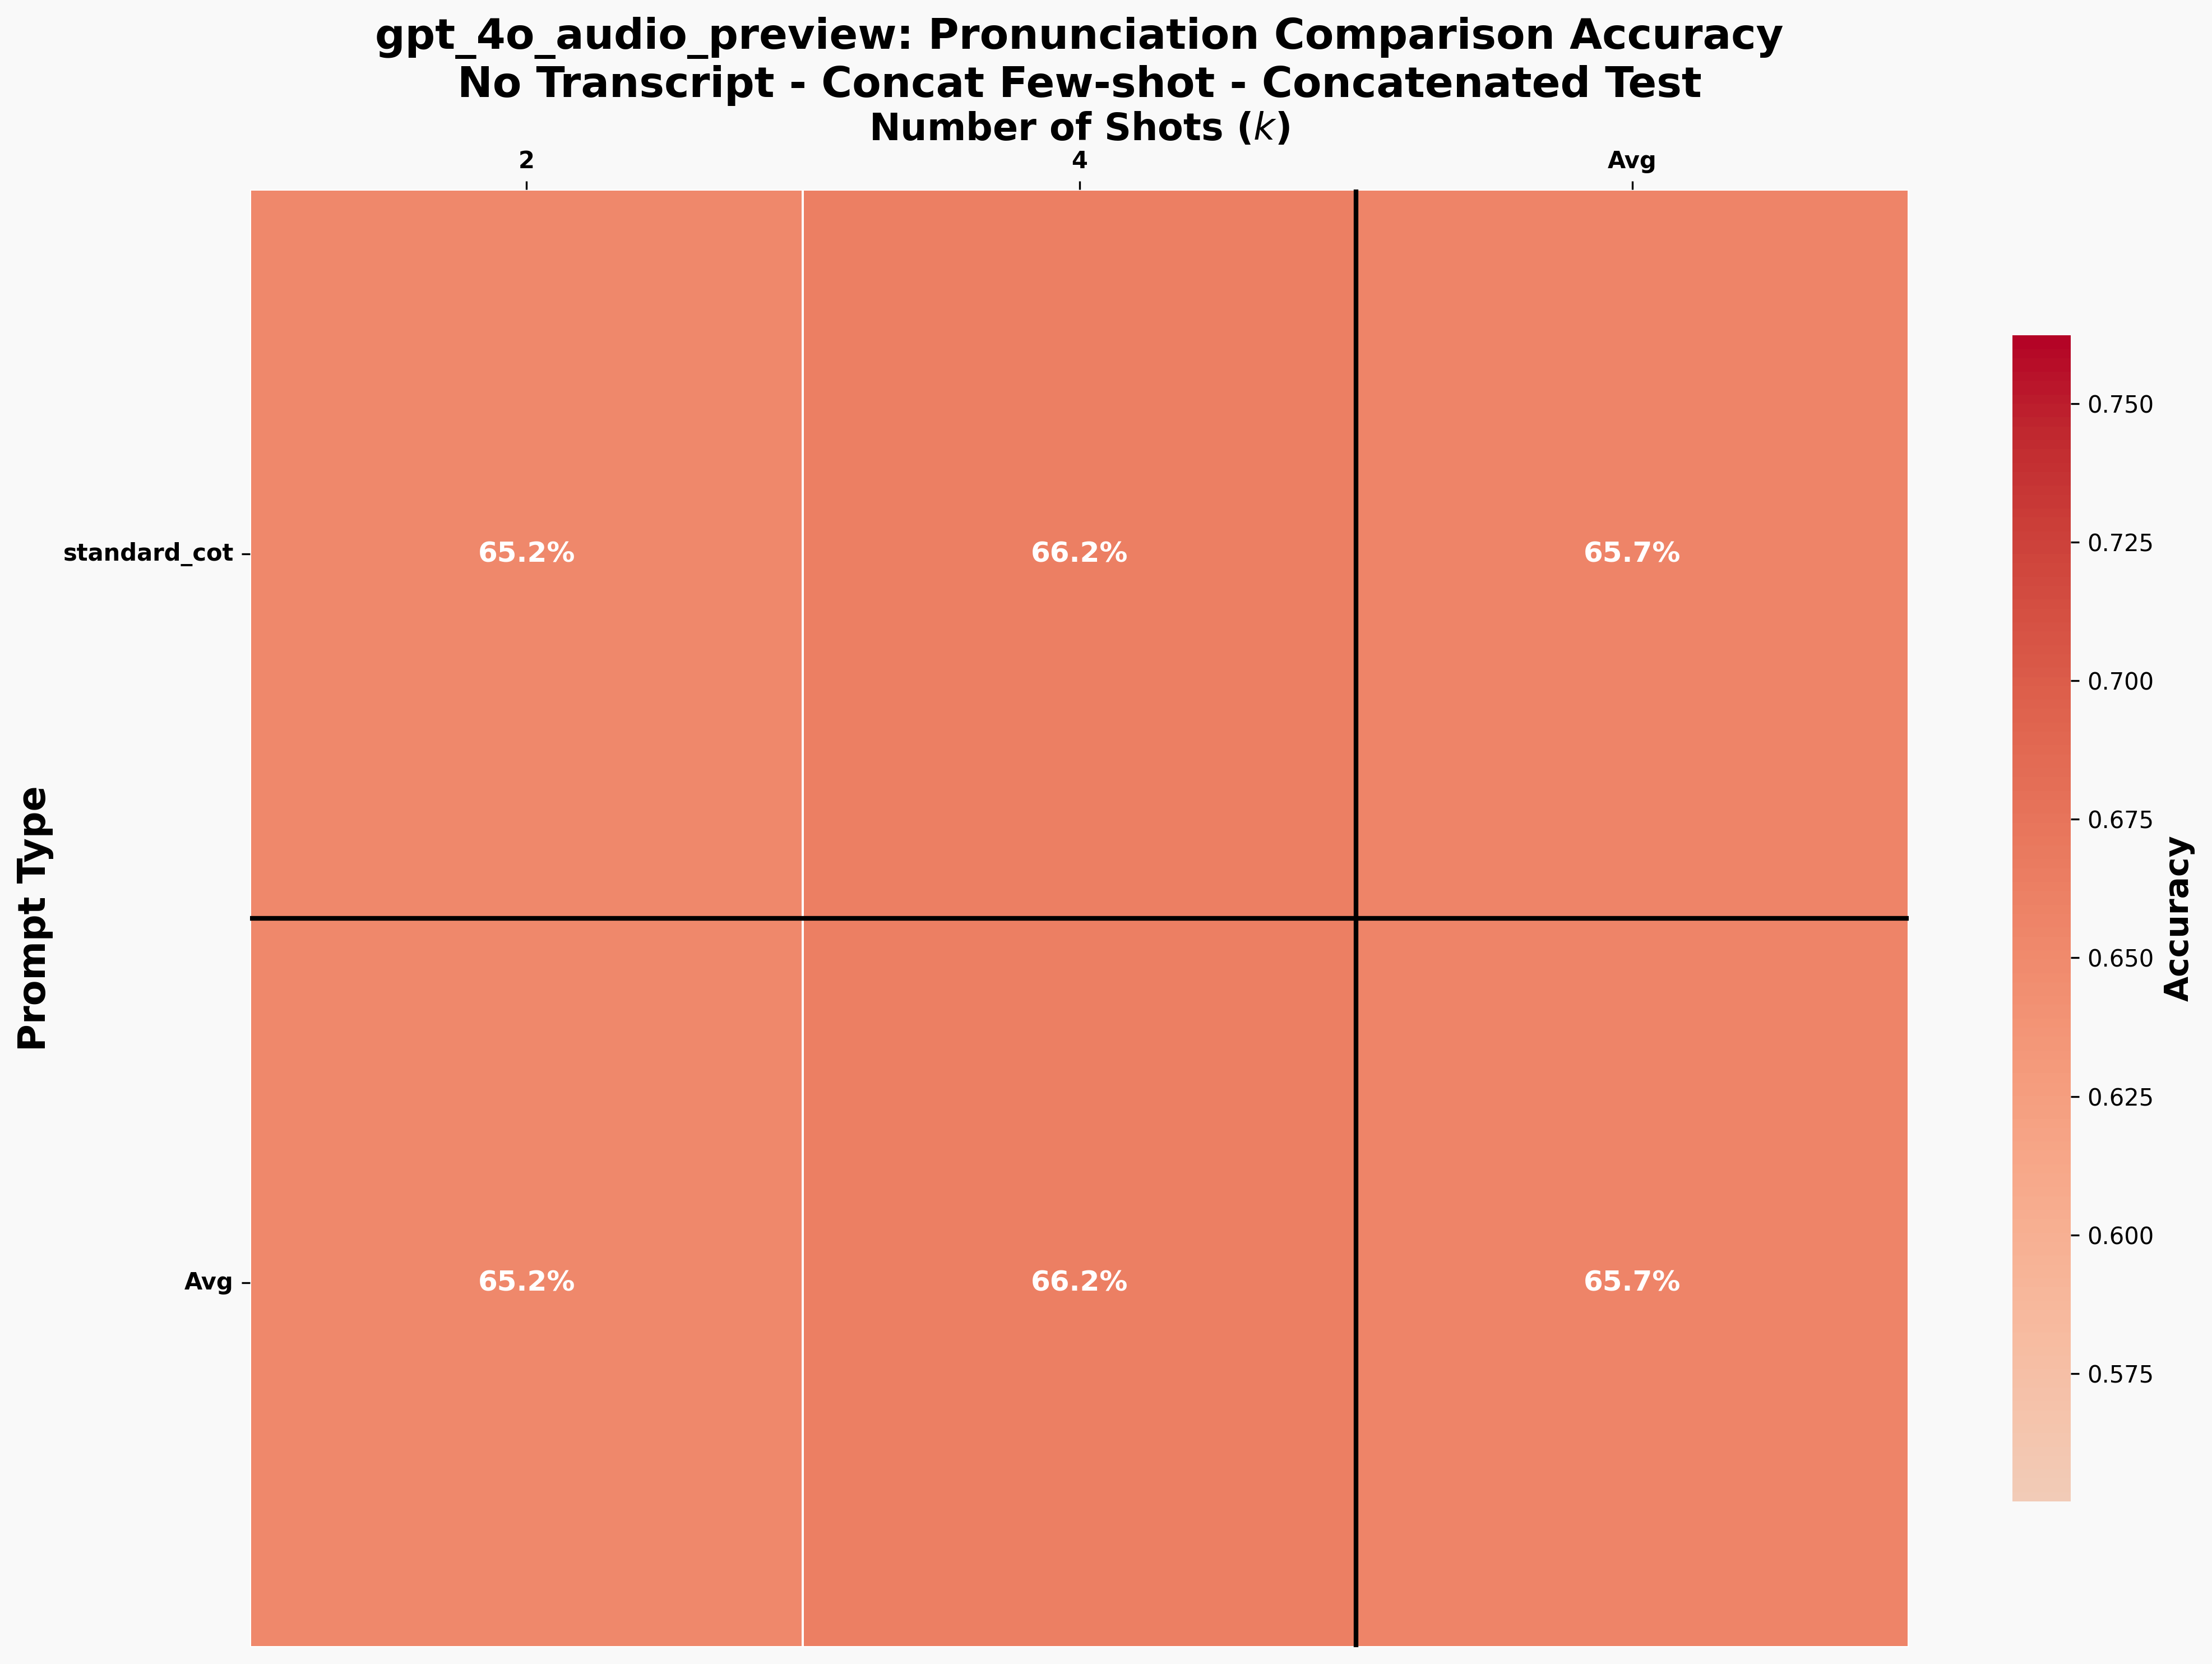 gpt_4o_audio_preview: Pronunciation Comparison Accuracy
No Transcript - Concat Few-shot - Concatenated Test
Number of Shots (k)
2 4 Avg
standard_cot 65.2% 66.2% 65.7%
Avg 65.2% 66.2% 65.7%
Prompt Type
0.750
0.725
0.700
0.675
0.650
0.625
0.600
0.575
Accuracy